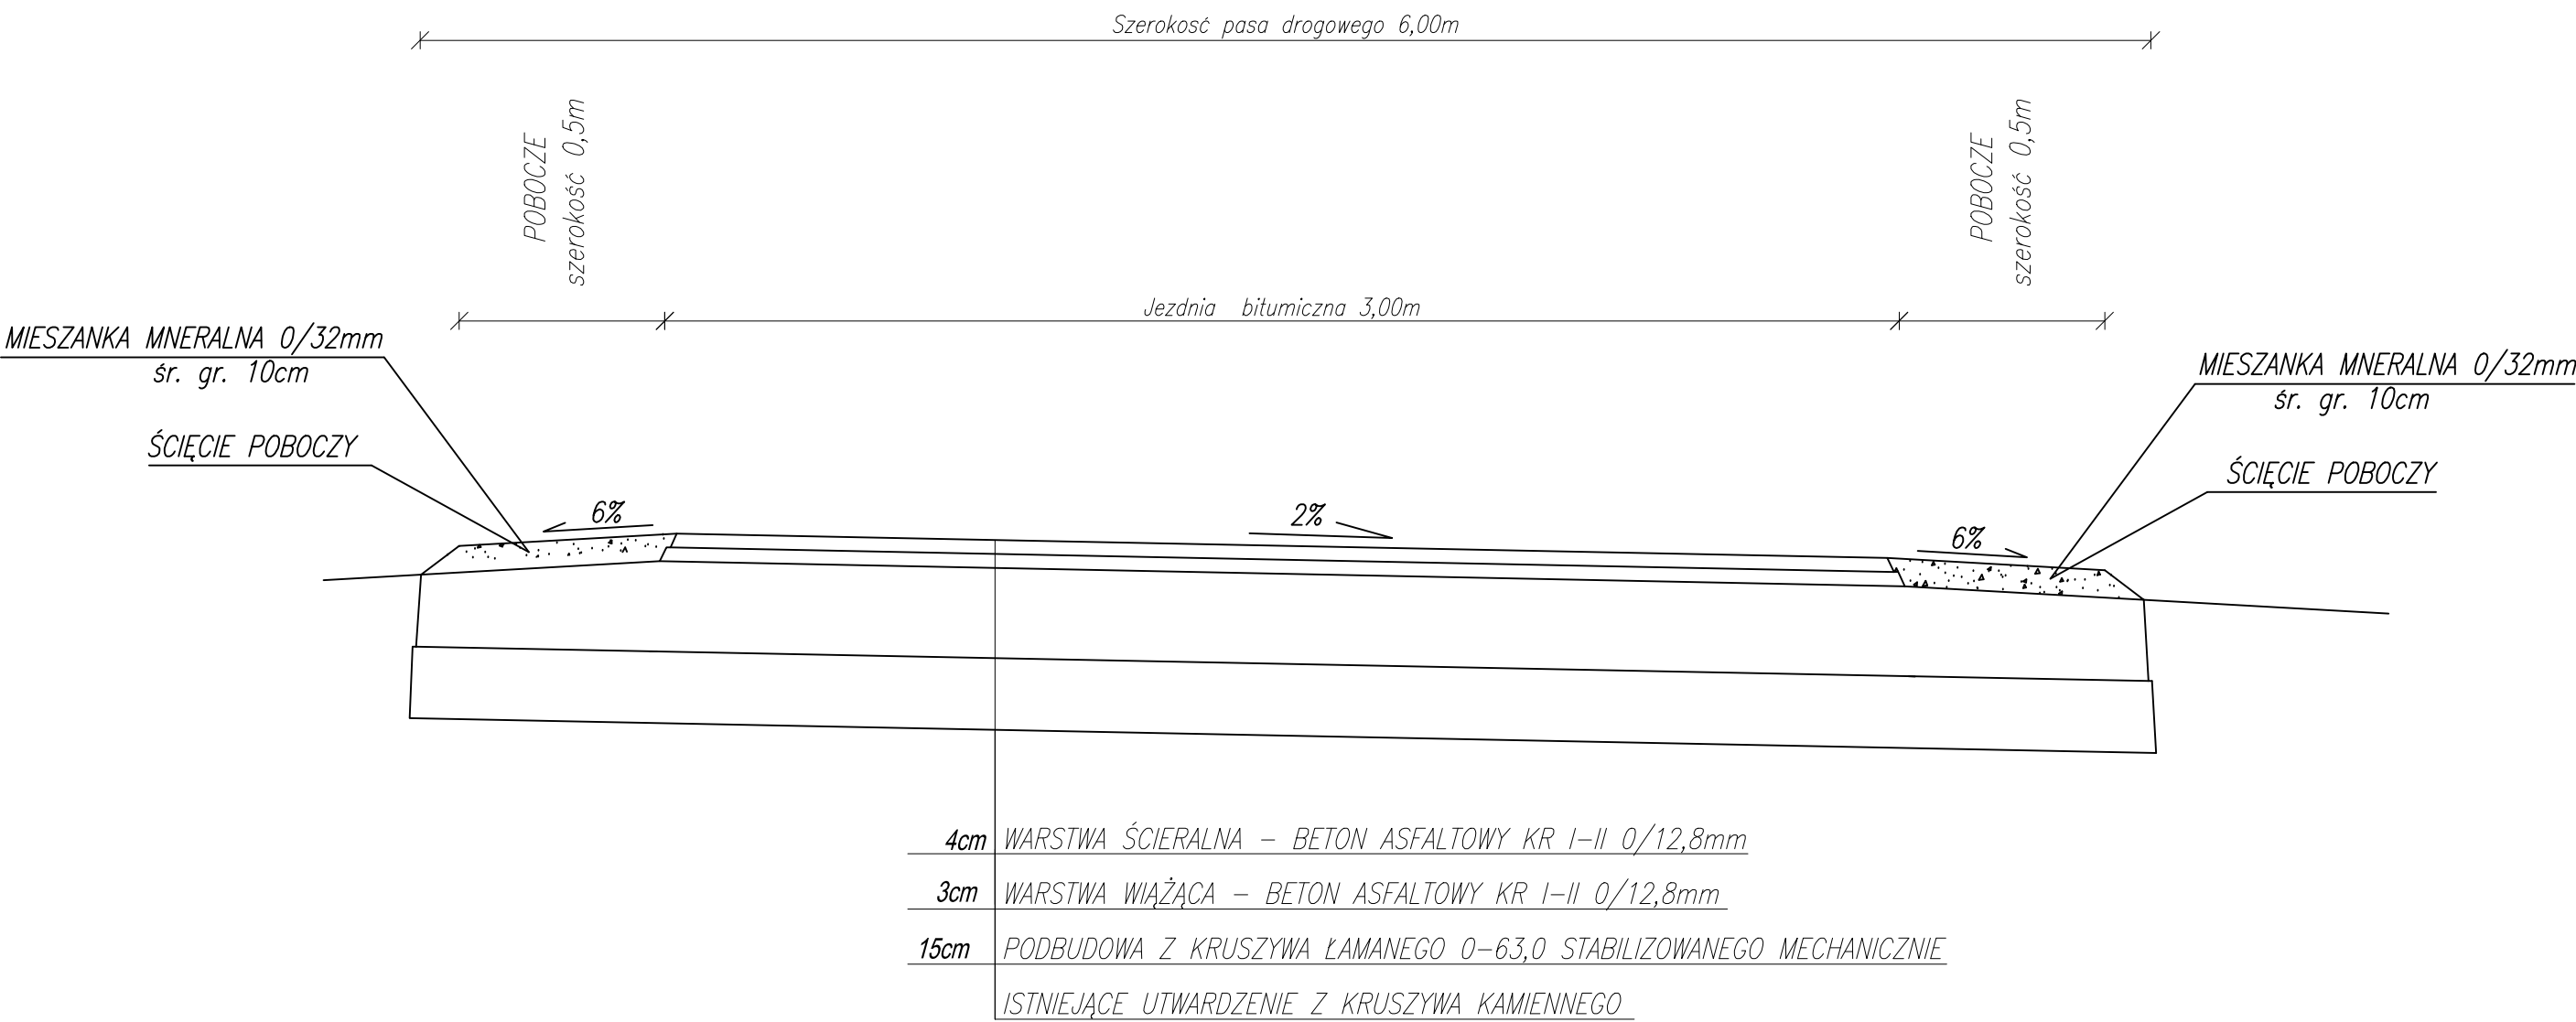 Szerokosć pasa drogowego 6,00m
POBOCZE
szerokość 0,5m
POBOCZE
szerokość 0,5m
Jezdnia bitumiczna 3,00m
MIESZANKA MNERALNA 0/32mm
śr. gr. 10cm
ŚCIĘCIE POBOCZY
MIESZANKA MNERALNA 0/32mm
śr. gr. 10cm
ŚCIĘCIE POBOCZY
6%
2%
6%
4cm WARSTWA ŚCIERALNA – BETON ASFALTOWY KR I–II 0/12,8mm
3cm WARSTWA WIĄŻĄCA – BETON ASFALTOWY KR I–II 0/12,8mm
15cm PODBUDOWA Z KRUSZYWA ŁAMANEGO 0–63,0 STABILIZOWANEGO MECHANICZNIE
ISTNIEJĄCE UTWARDZENIE Z KRUSZYWA KAMIENNEGO